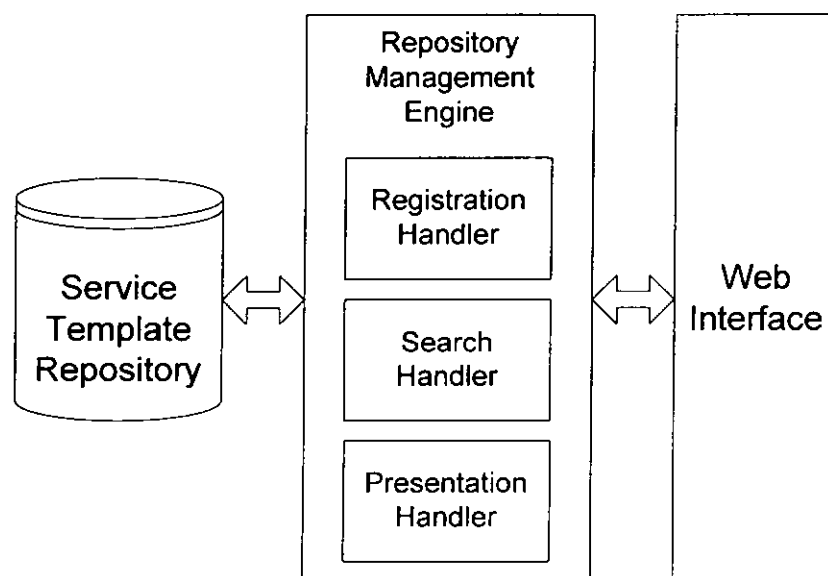 Repository
Management
Engine
Registration
Handler
Service
Template
Repository
Search
Handler
Presentation
Handler
Web
Interface